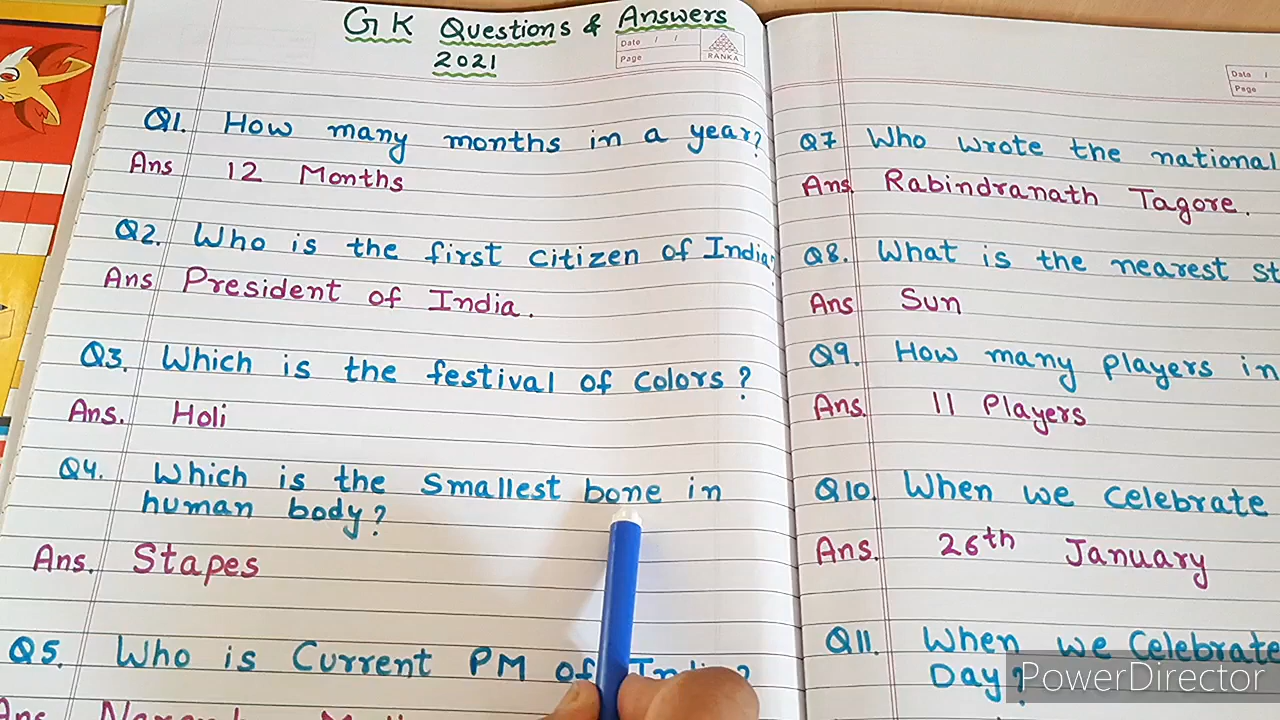 GK Questions & Answers
2021
Date / /
Page
RANKA
Q1. How many months in a year?
Ans 12 Months
Q2. Who is the first citizen of India?
Ans President of India.
Q3. Which is the festival of colors?
Ans. Holi
Q4. Which is the smallest bone in
human body?
Ans. Stapes
Q5. Who is Current PM of India?
Ans
Date /
Page
Q7 Who wrote the national
Ans Rabindranath Tagore.
Q8. What is the nearest st
Ans Sun
Q9. How many players in
Ans. 11 Players
Q10. When we celebrate
Ans. 26th January
Q11. When we celebrate
Day?
PowerDirector